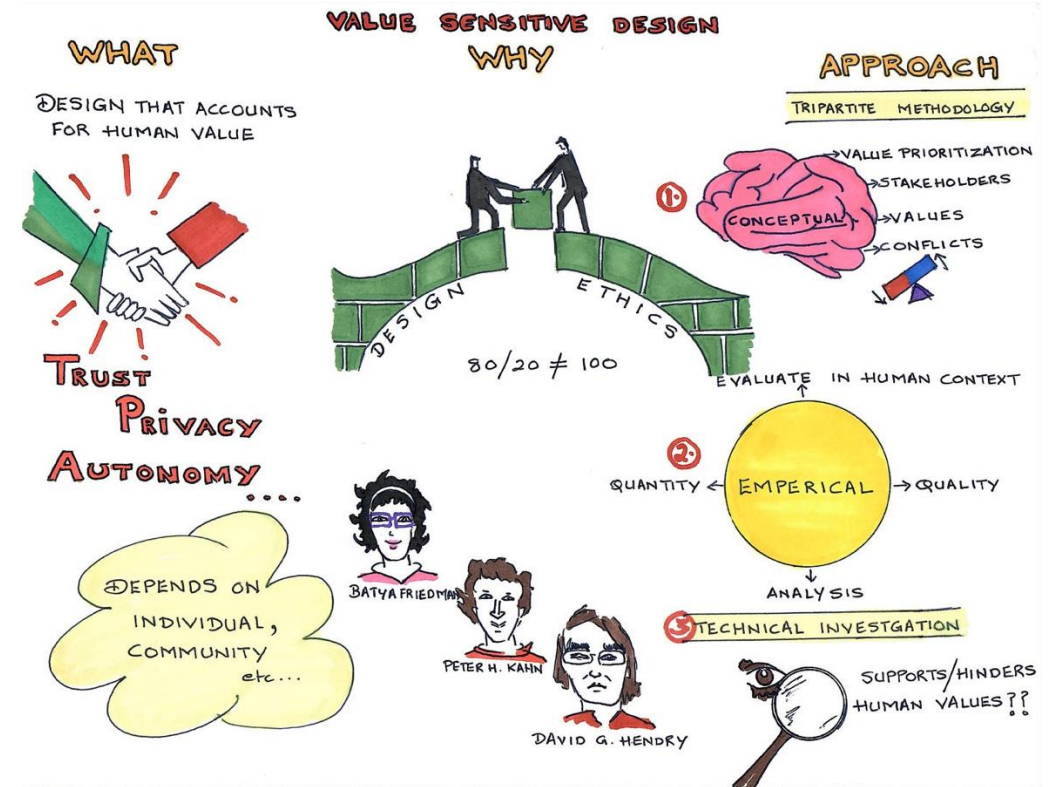 VALUE SENSITIVE DESIGN
WHAT
DESIGN THAT ACCOUNTS
FOR HUMAN VALUE
TRUST
PRIVACY
AUTONOMY
....
DEPENDS ON
INDIVIDUAL,
COMMUNITY
etc...
WHY
DESIGN
ETHICS
80/20 ≠ 100
BATYA FRIEDMAN
PETER H. KAHN
DAVID G. HENDRY
APPROACH
TRIPARTITE METHODOLOGY
1.
CONCEPTUAL
VALUE PRIORITIZATION
STAKEHOLDERS
VALUES
CONFLICTS
EVALUATE IN HUMAN CONTEXT
2.
QUANTITY
EMPERICAL
QUALITY
ANALYSIS
3 TECHNICAL INVESTGATION
SUPPORTS/HINDERS
HUMAN VALUES??